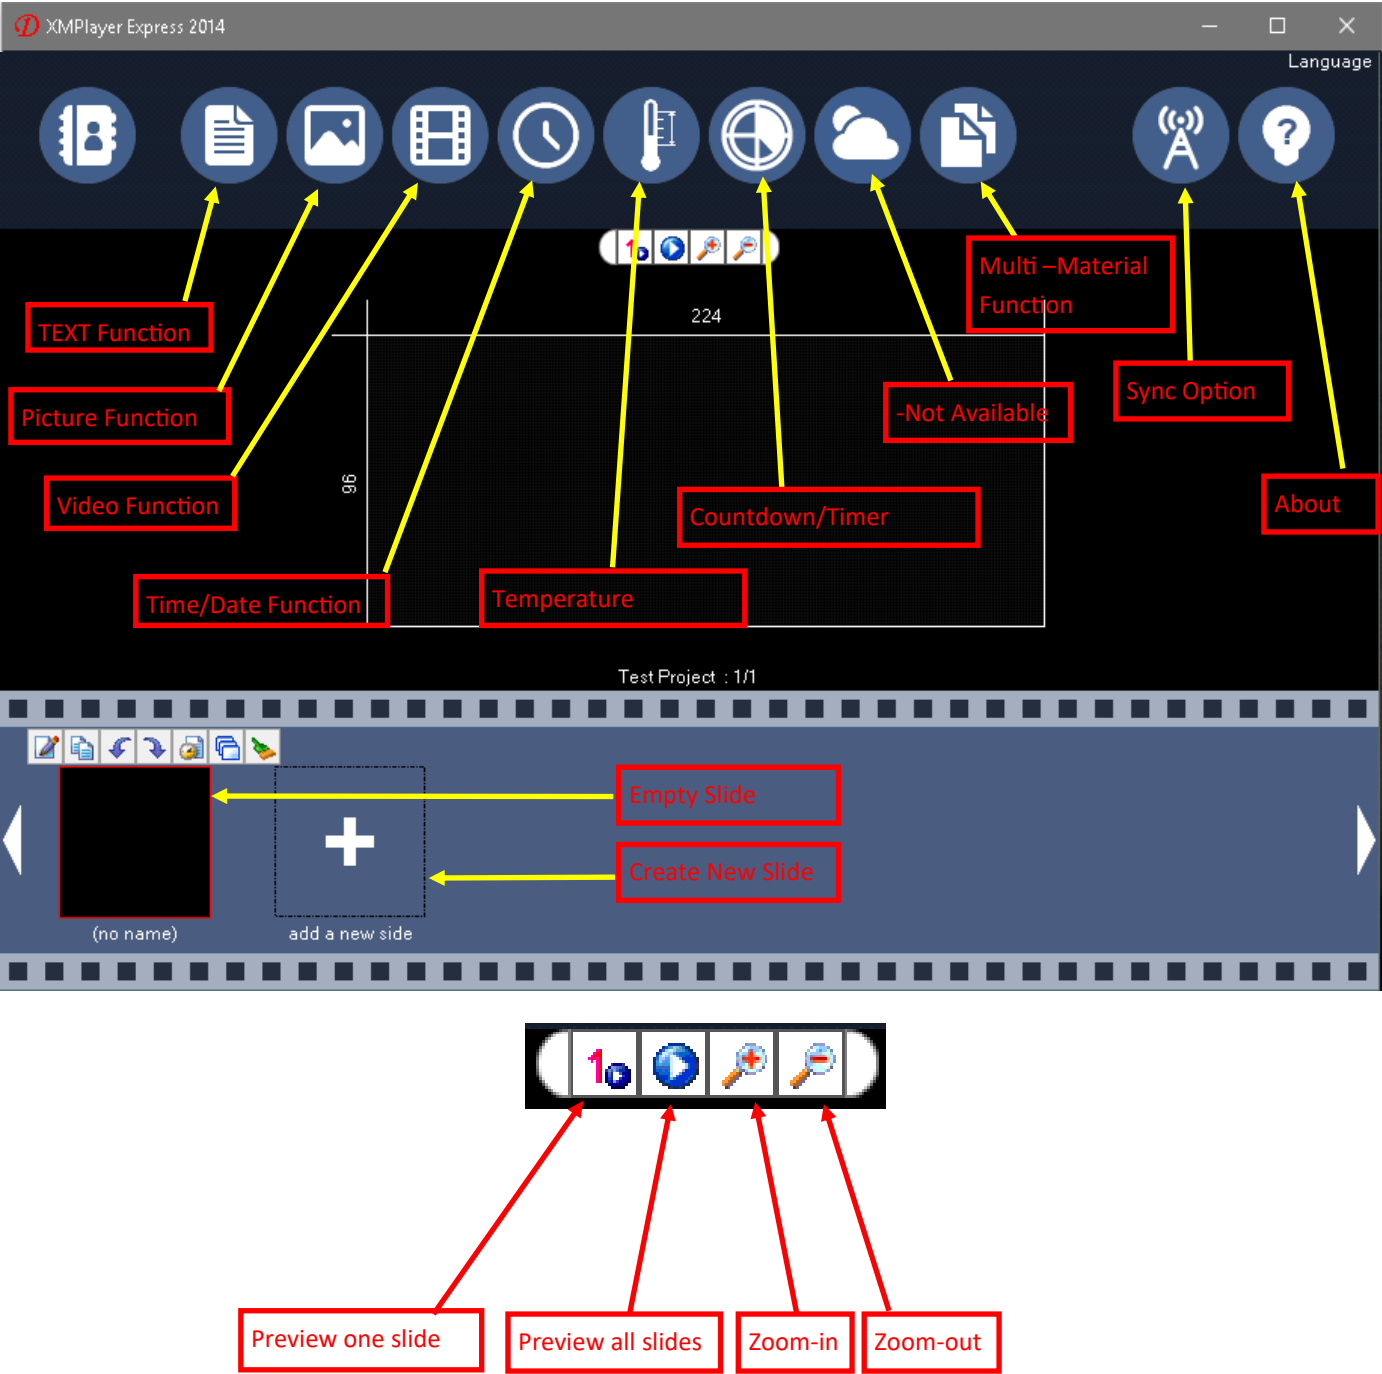 XMPlayer Express 2014
Language
1
224
Multi –Material
Function
TEXT Function
Sync Option
Picture Function
-Not Available
96
Video Function
Countdown/Timer
About
Time/Date Function
Temperature
Test Project : 1/1
Empty Slide
Create New Slide
(no name)
add a new side
1
Preview one slide
Preview all slides
Zoom-in
Zoom-out